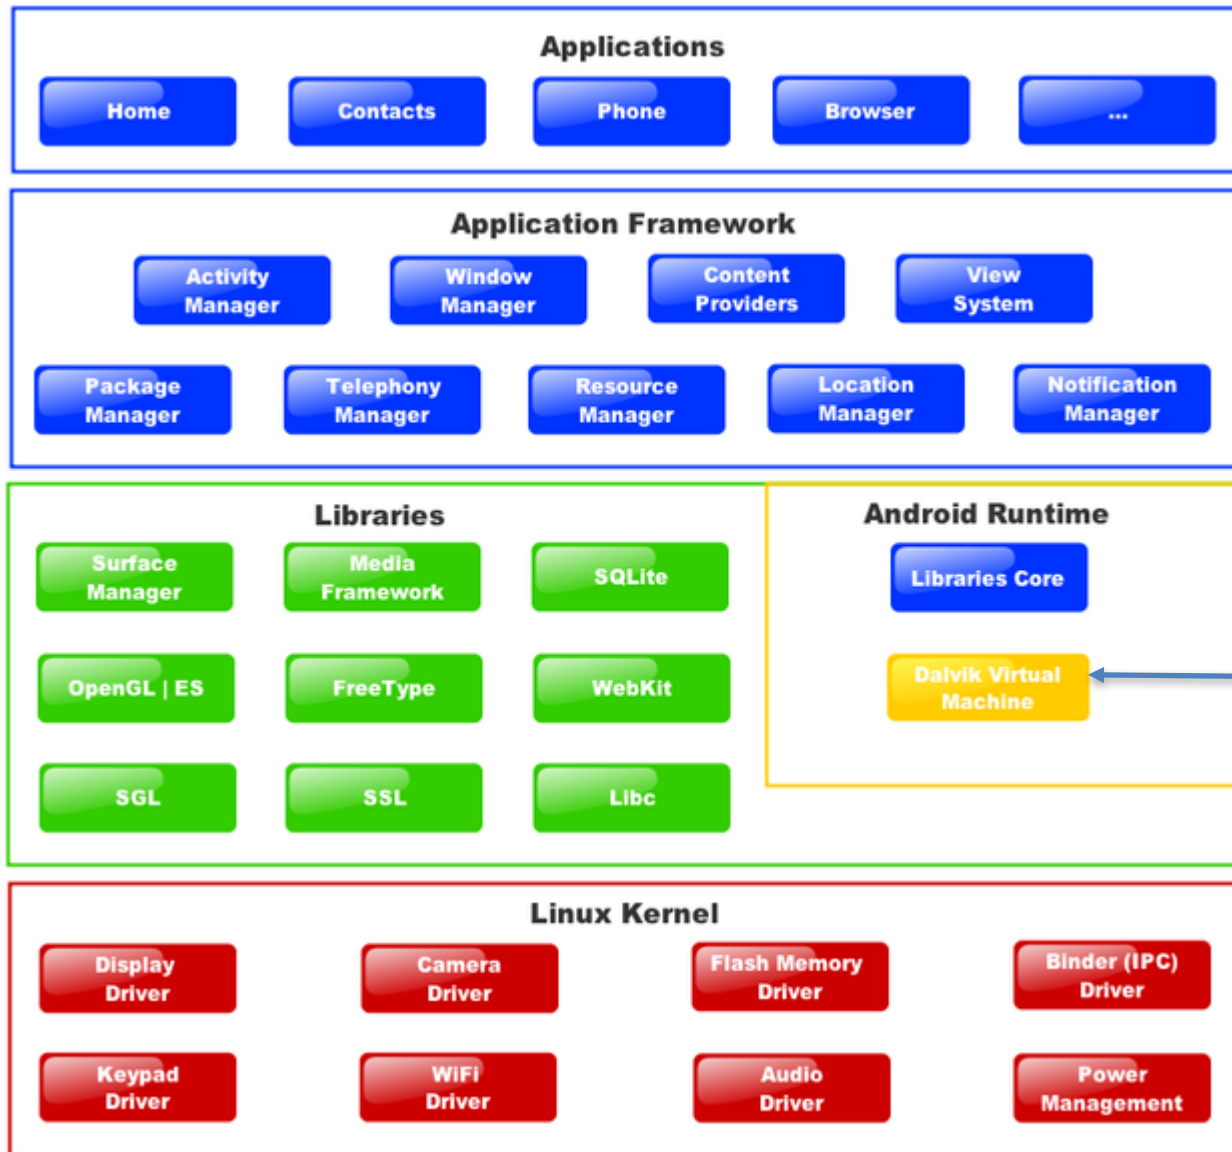 Applications
Home
Contacts
Phone
Browser
...
Application Framework
Activity
Manager
Window
Manager
Content
Providers
View
System
Package
Manager
Telephony
Manager
Resource
Manager
Location
Manager
Notification
Manager
Libraries
Surface
Manager
Media
Framework
SQLite
OpenGL | ES
FreeType
WebKit
SGL
SSL
Libc
Android Runtime
Libraries Core
Dalvik Virtual
Machine
Linux Kernel
Display
Driver
Camera
Driver
Flash Memory
Driver
Binder (IPC)
Driver
Keypad
Driver
WiFi
Driver
Audio
Driver
Power
Management